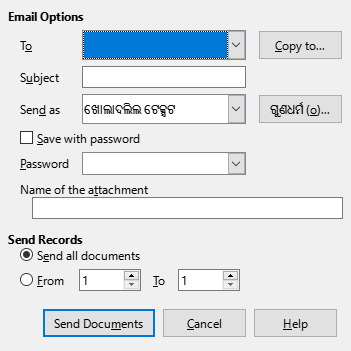 Email Options
To
Copy to...
Subject
Send as ଖୋଲାଦଲିଲ ଟେକ୍ସଟ ଗୁଣଧର୍ମ (o)...
Save with password
Password
Name of the attachment
Send Records
Send all documents
From 1 To 1
Send Documents Cancel Help